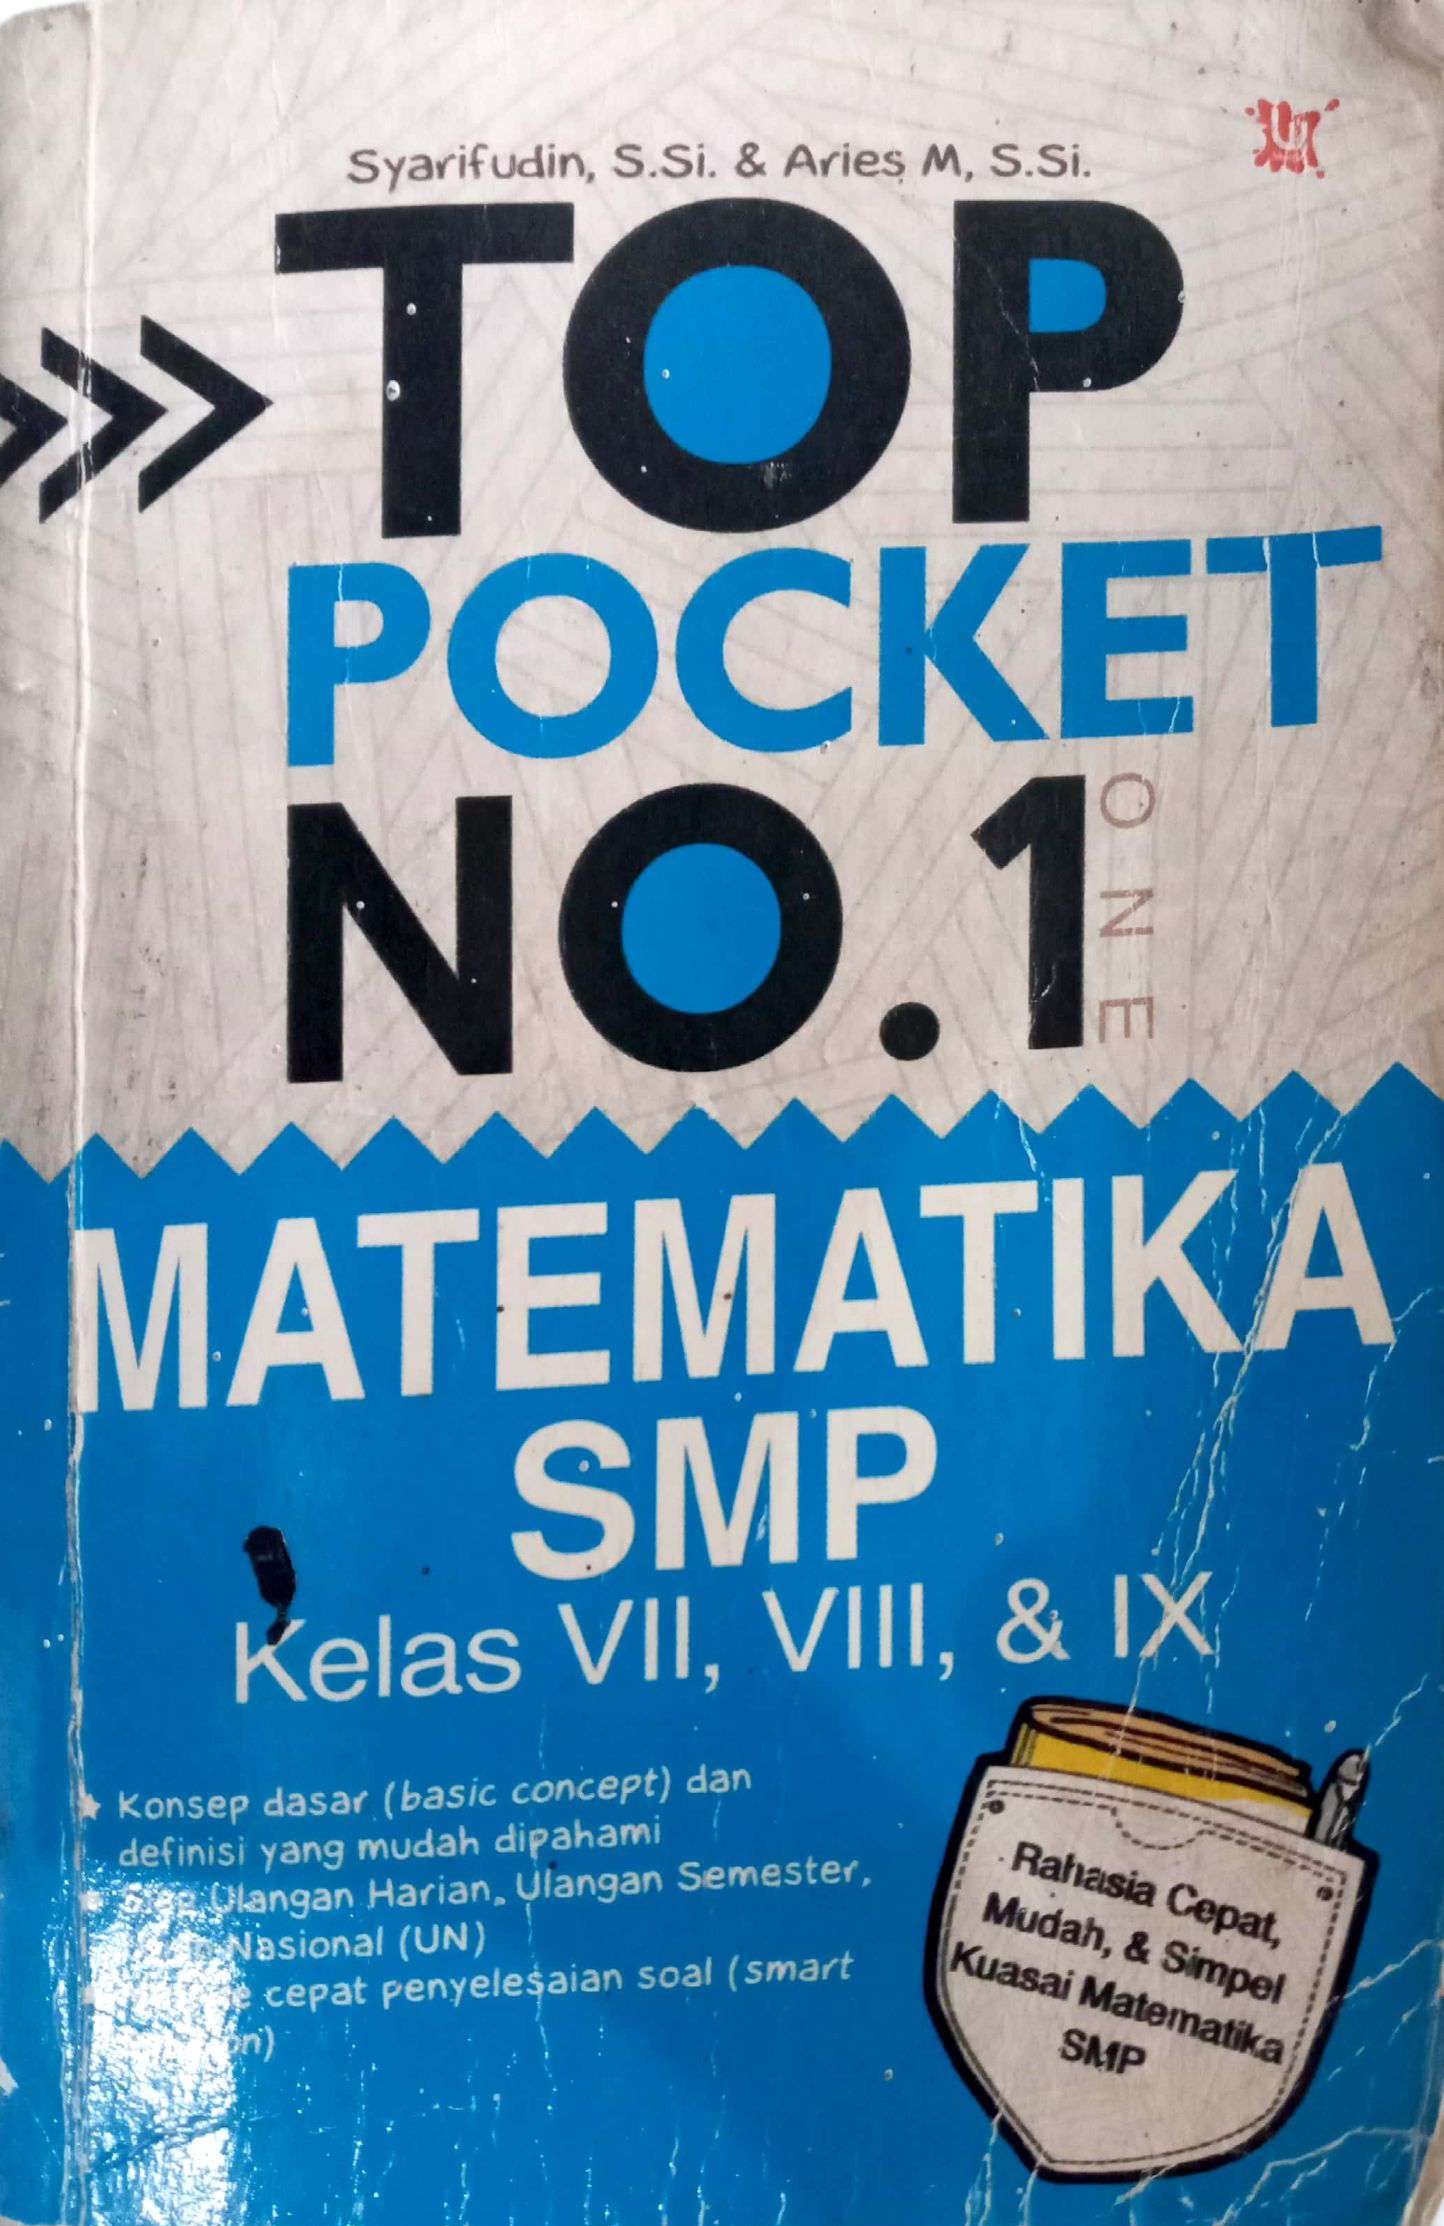 Syarifudin, S.Si. & Aries M, S.Si.
TOP
POCKET
NO.1
ONE
MATEMATIKA
SMP
Kelas VII, VIII, & IX
Konsep dasar (basic concept) dan
definisi yang mudah dipahami
Ulangan Harian, Ulangan Semester,
Nasional (UN)
cepat penyelesaian soal (smart
Rahasia Cepat,
Mudah, & Simpel
Kuasai Matematika
SMP